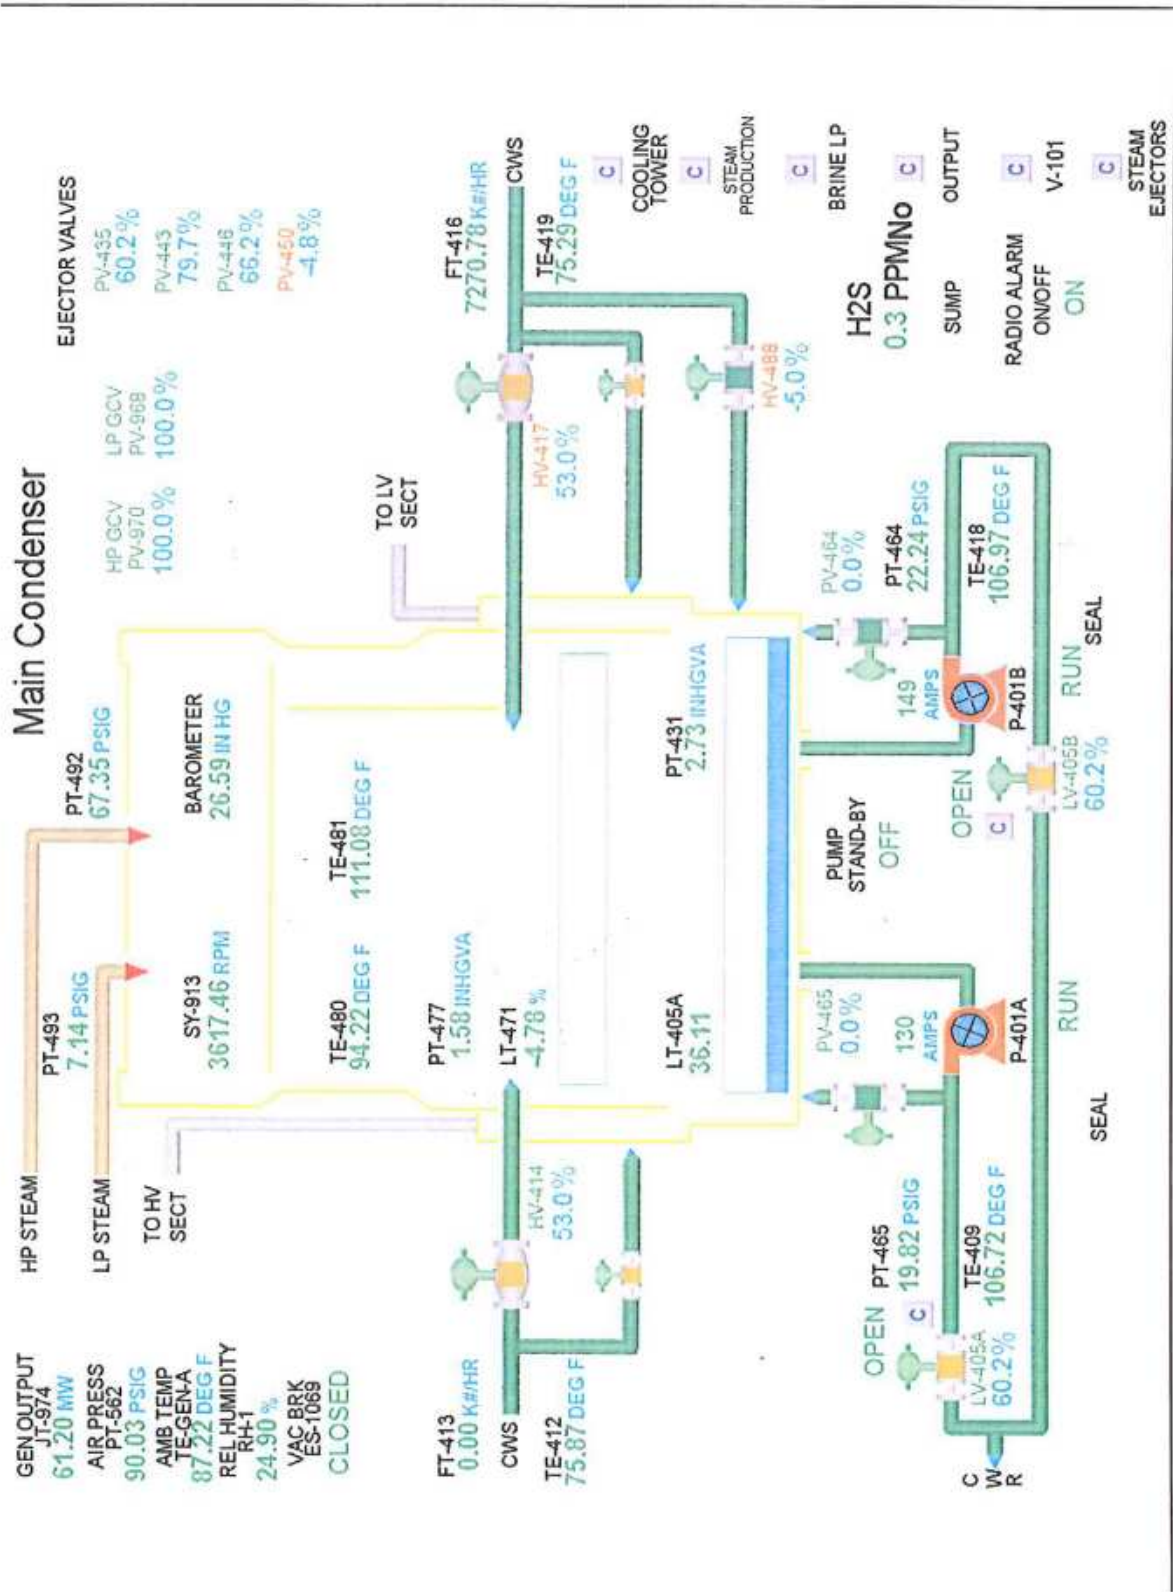 Main Condenser
GEN OUTPUT
JT-974
61.20 MW
AIR PRESS
PT-562
90.03 PSIG
AMB TEMP
TE-GEN-A
87.22 DEG F
REL HUMIDITY
RH-1
24.90 %
VAC BRK
ES-1069
CLOSED
HP STEAM
LP STEAM
TO HV
SECT
PT-493
7.14 PSIG
PT-492
67.35 PSIG
SY-913
3617.46 RPM
BAROMETER
26.59 IN HG
HP GCV
PV-970
100.0 %
LP GCV
PV-968
100.0 %
EJECTOR VALVES
PV-435
60.2 %
PV-443
79.7 %
PV-446
66.2 %
PV-450
-4.8 %
TE-480
94.22 DEG F
TE-481
111.08 DEG F
TO LV
SECT
FT-413
0.00 K#/HR
CWS
TE-412
75.87 DEG F
HV-414
53.0 %
PT-477
1.58 INHGVA
LT-471
-4.78 %
HV-417
53.0 %
FT-416
7270.78 K#/HR
CWS
TE-419
75.29 DEG F
LT-405A
36.11
PT-431
2.73 INHGVA
HV-488
-5.0 %
C
COOLING
TOWER
C
STEAM
PRODUCTION
C
BRINE LP
C
OUTPUT
C
V-101
C
STEAM
EJECTORS
H2S
0.3 PPMNo
SUMP
RADIO ALARM
ON/OFF
ON
OPEN
PT-465
19.82 PSIG
C
LV-405A
60.2 %
TE-409
106.72 DEG F
PV-465
0.0 %
130
AMPS
P-401A
PUMP
STAND-BY
OFF
149
AMPS
P-401B
PV-464
0.0 %
PT-464
22.24 PSIG
TE-418
106.97 DEG F
OPEN
C
LV-405B
60.2 %
C
W
R
SEAL
RUN
RUN
SEAL